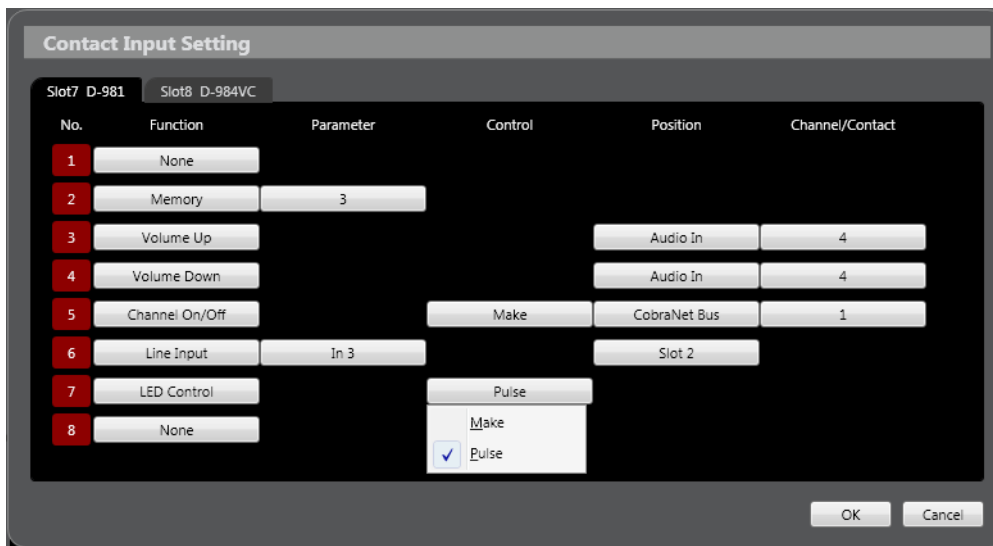 Contact Input Setting
Slot7 D-981 Slot8 D-984VC
No. Function Parameter Control Position Channel/Contact
1 None
2 Memory 3
3 Volume Up Audio In 4
4 Volume Down Audio In 4
5 Channel On/Off Make CobraNet Bus 1
6 Line Input In 3 Slot 2
7 LED Control Pulse
Make
8 None
Pulse
OK Cancel